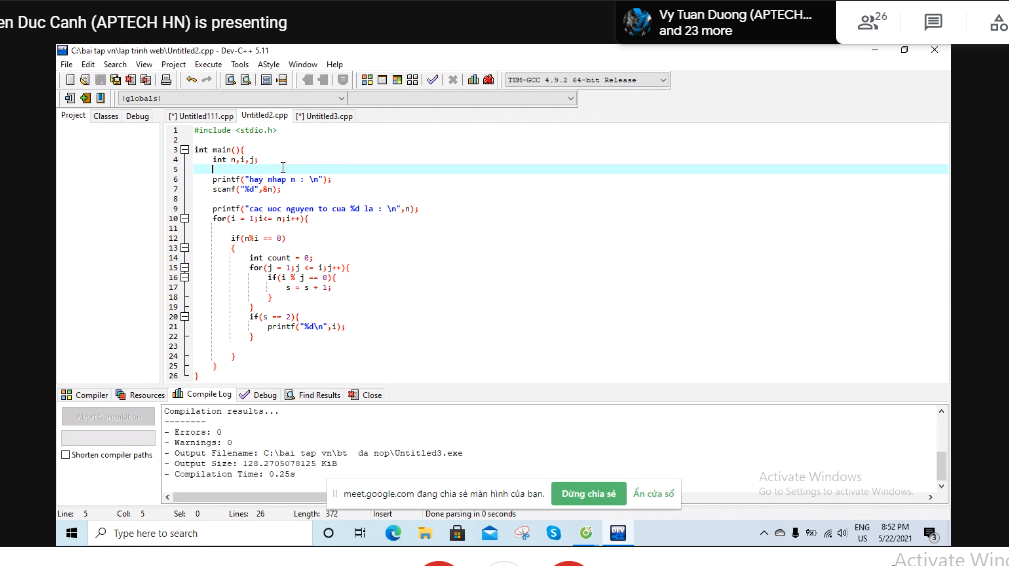 en Duc Canh (APTECH HN) is presenting
Vy Tuan Duong (APTECH...
and 23 more
26
C:\bai tap vn\lap trinh web\Untitled2.cpp - Dev-C++ 5.11
File Edit Search View Project Execute Tools AStyle Window Help
TDM-GCC 4.9.2 64-bit Release
(globals)
Project Classes Debug [*] Untitled111.cpp Untitled2.cpp [*] Untitled3.cpp
1 #include <stdio.h>
2
3 int main(){
4 int n,i,j;
5
6 printf("hay nhap n : \n");
7 scanf("%d",&n);
8
9 printf("cac uoc nguyen to cua %d la : \n",n);
10 for(i = 1;i<= n;i++){
11
12 if(n%i == 0)
13 {
14 int count = 0;
15 for(j = 1;j <= i;j++){
16 if(i % j == 0){
17 s = s + 1;
18 }
19 }
20 if(s == 2){
21 printf("%d\n",i);
22 }
23
24 }
25 }
26 }
Compiler Resources Compile Log Debug Find Results Close
Abort Compilation
Shorten compiler paths
Compilation results...
--------
- Errors: 0
- Warnings: 0
- Output Filename: C:\bai tap vn\bt da nop\Untitled3.exe
- Output Size: 128.2705078125 KiB
- Compilation Time: 0.25s
meet.google.com đang chia sẻ màn hình của bạn. Dừng chia sẻ Ẩn cửa sổ
Activate Windows
Go to Settings to activate Windows.
Line: 5 Col: 5 Sel: 0 Lines: 26 Length: 372 Insert Done parsing in 0 seconds
Type here to search
ENG
US
8:52 PM
5/22/2021
3
Activate Wind